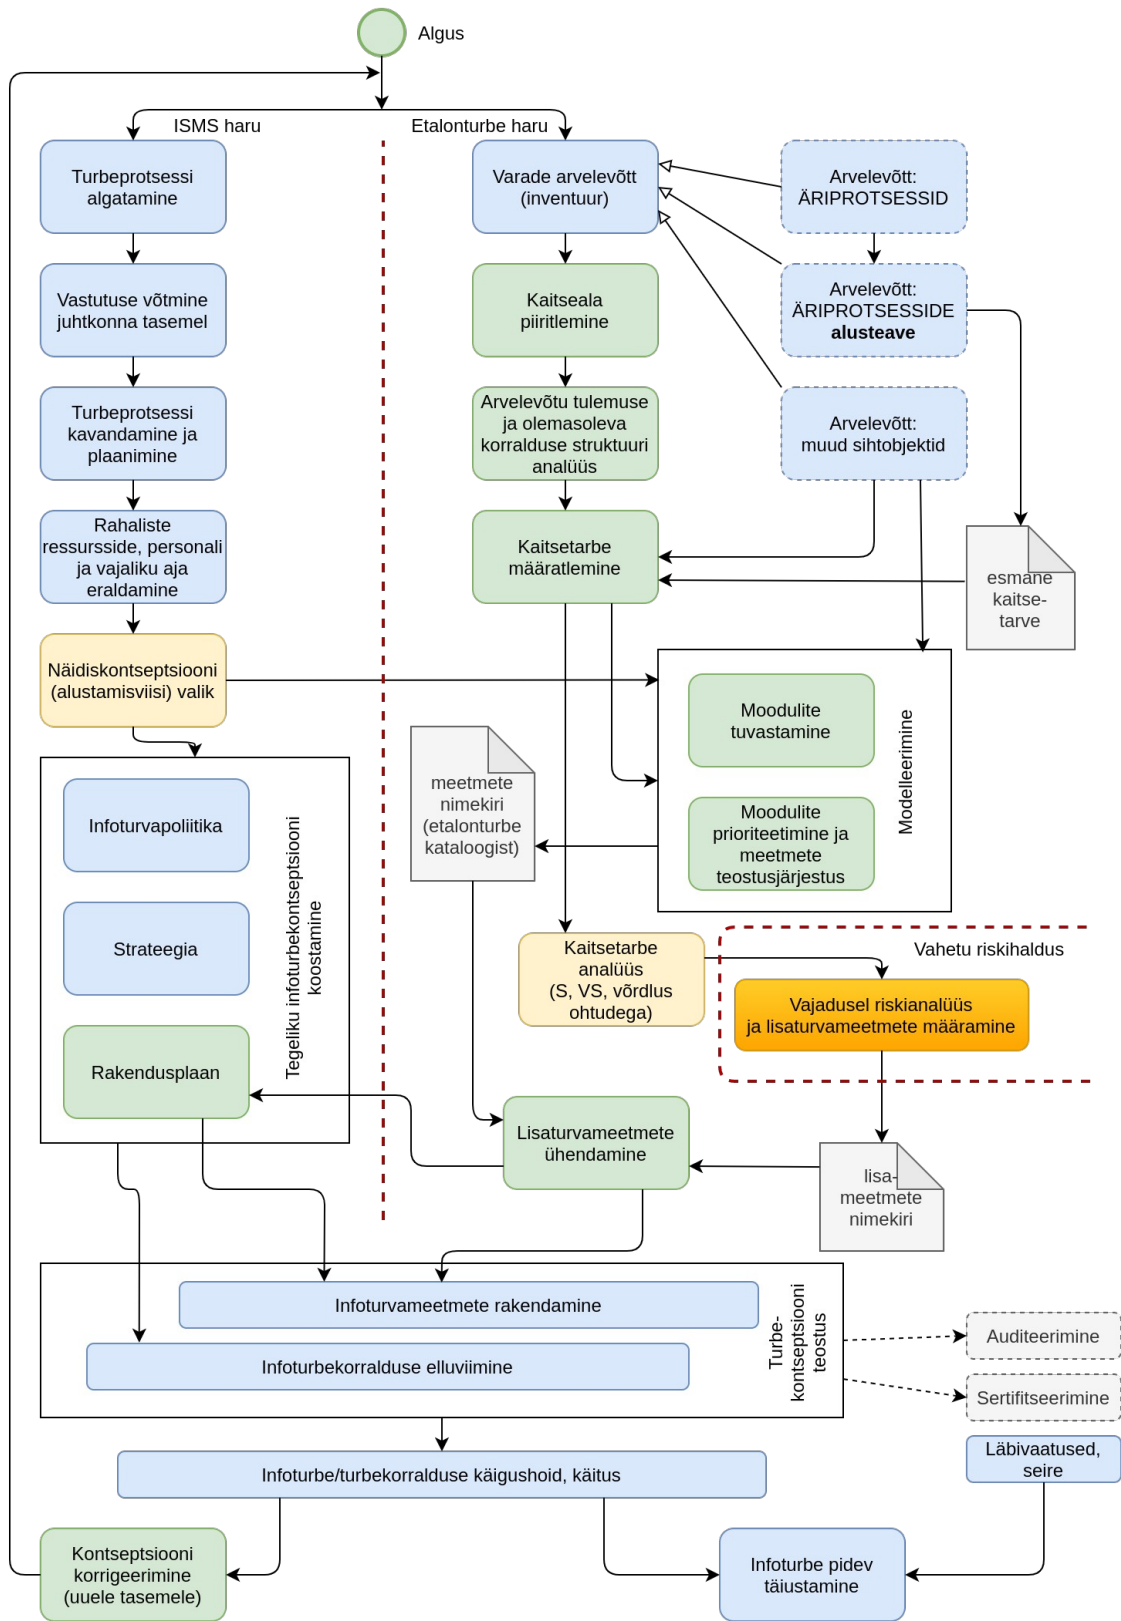 Algus
ISMS haru
Etalonturbe haru
Turbeprotsessi
algatamine
Varade arvelevõtt
(inventuur)
Arvelevõtt:
ÄRIPROTSESSID
Vastutuse võtmine
juhtkonna tasemel
Kaitseala
piiritlemine
Arvelevõtt:
ÄRIPROTSESSIDE
alusteave
Turbeprotsessi
kavandamine ja
plaanimine
Arvelevõtu tulemuse
ja olemasoleva
korralduse struktuuri
analüüs
Arvelevõtt:
muud sihtobjektid
Rahaliste
ressursside, personali
ja vajaliku aja
eraldamine
Kaitsetarbe
määratlemine
esmane
kaitse-
tarve
Näidiskontseptsiooni
(alustamisviisi) valik
Moodulite
tuvastamine
Modelleerimine
meetmete
nimekiri
(etalonturbe
kataloogist)
Moodulite
prioriteetimine ja
meetmete
teostusjärjestus
Infoturvapoliitika
Strateegia
Rakendusplaan
Tegeliku infoturbekontseptsiooni
koostamine
Kaitsetarbe
analüüs
(S, VS, võrdlus
ohtudega)
Vahetu riskihaldus
Vajadusel riskianalüüs
ja lisaturvameetmete määramine
Lisaturvameetmete
ühendamine
lisa-
meetmete
nimekiri
Infoturvameetmete rakendamine
Infoturbekorralduse elluviimine
Turbe-
kontseptsiooni
teostus
Auditeerimine
Sertifitseerimine
Läbivaatused,
seire
Infoturbe/turbekorralduse käigushoid, käitus
Kontseptsiooni
korrigeerimine
(uuele tasemele)
Infoturbe pidev
täiustamine